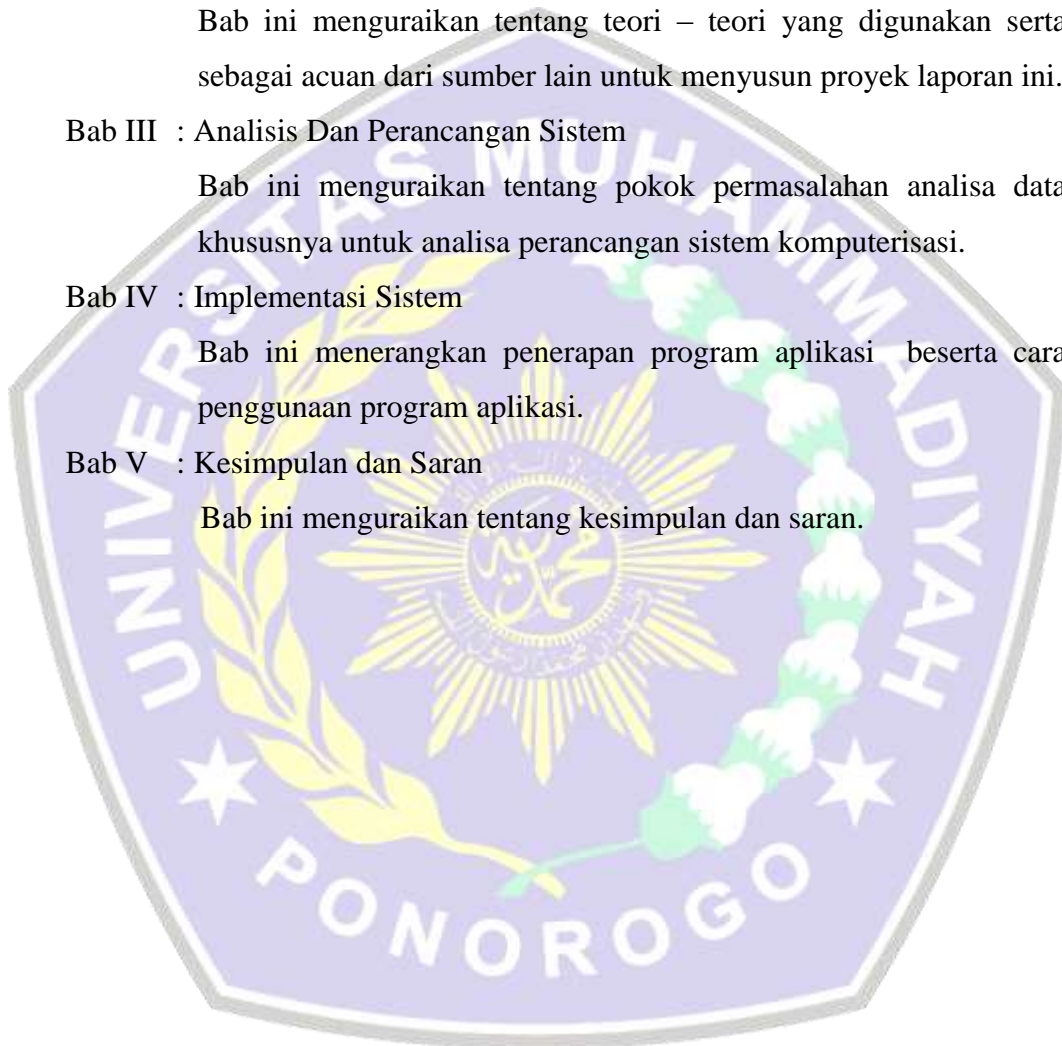 Bab ini menguraikan tentang teori – teori yang digunakan serta
sebagai acuan dari sumber lain untuk menyusun proyek laporan ini.
Bab III : Analisis Dan Perancangan Sistem
Bab ini menguraikan tentang pokok permasalahan analisa data
khususnya untuk analisa perancangan sistem komputerisasi.
Bab IV : Implementasi Sistem
Bab ini menerangkan penerapan program aplikasi beserta cara
penggunaan program aplikasi.
Bab V : Kesimpulan dan Saran
Bab ini menguraikan tentang kesimpulan dan saran.
UNIVERSITAS MUHAMMADIYAH
PONOROGO